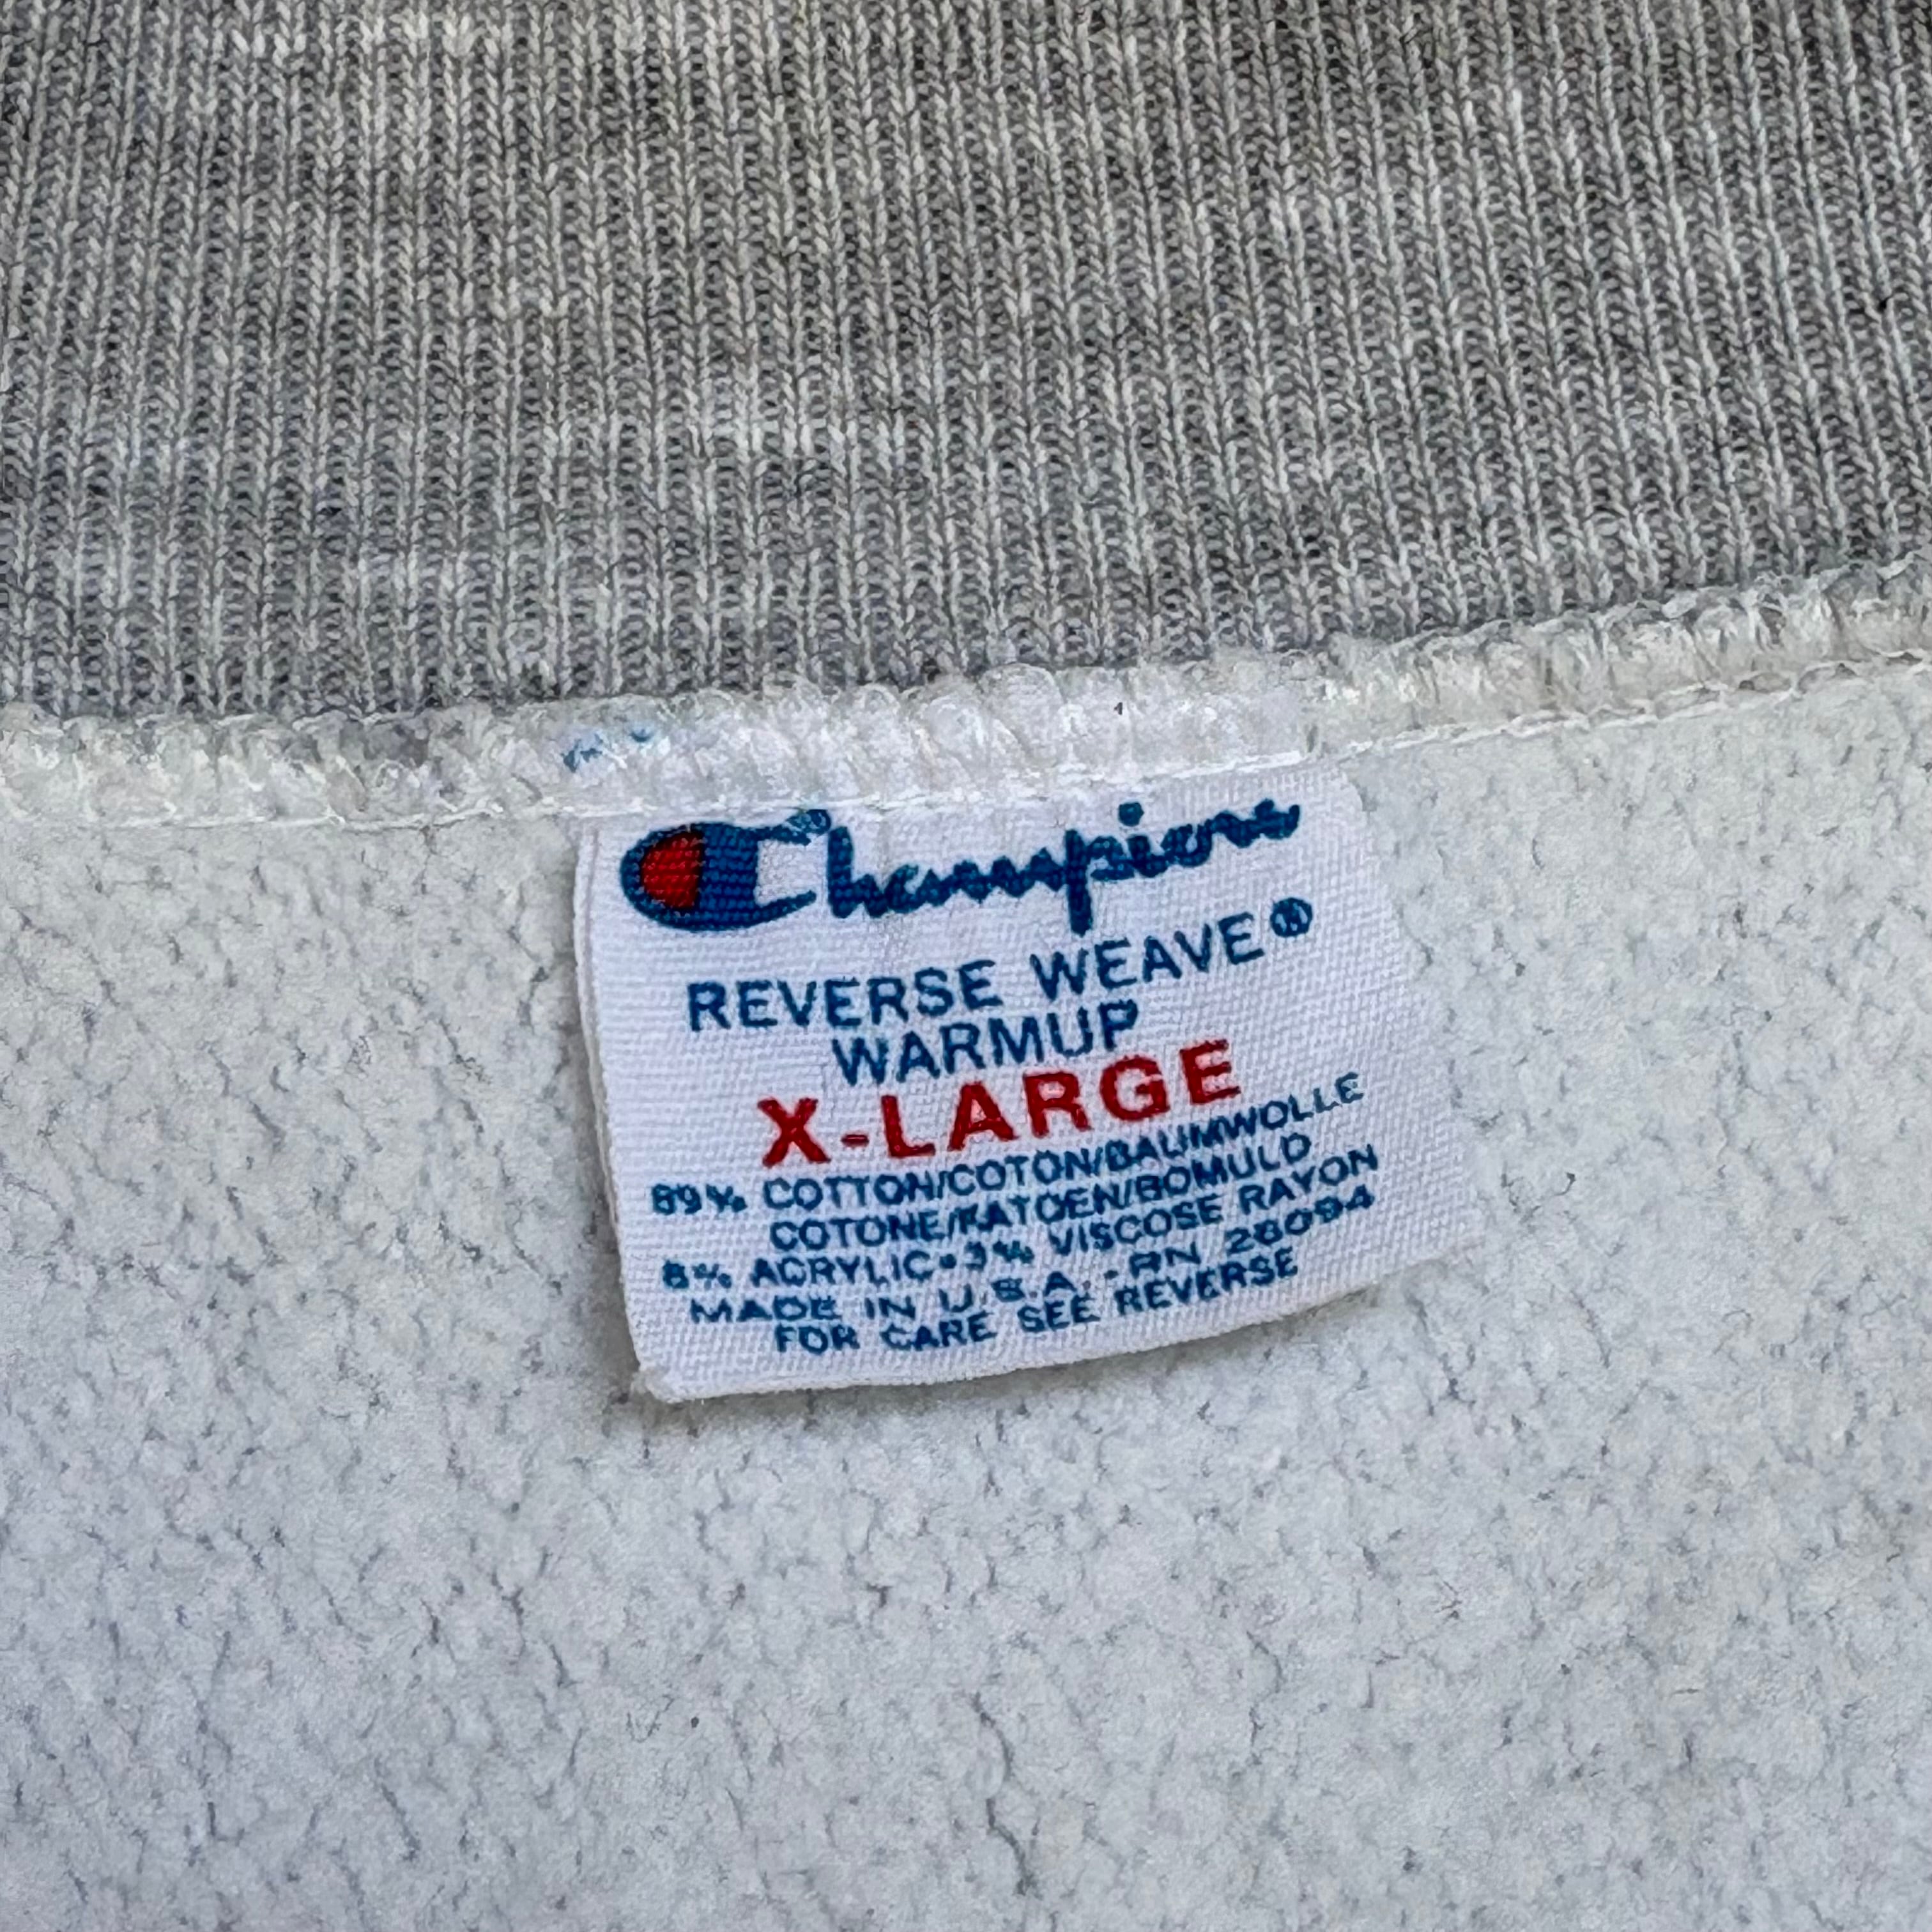 Champion®
REVERSE WEAVE®
WARMUP
X-LARGE
89% COTTON/COTON/BAUMWOLLE
COTONE/KATOEN/BOMULD
8% ACRYLIC•3% VISCOSE RAYON
MADE IN U.S.A.-RN 26094
FOR CARE SEE REVERSE